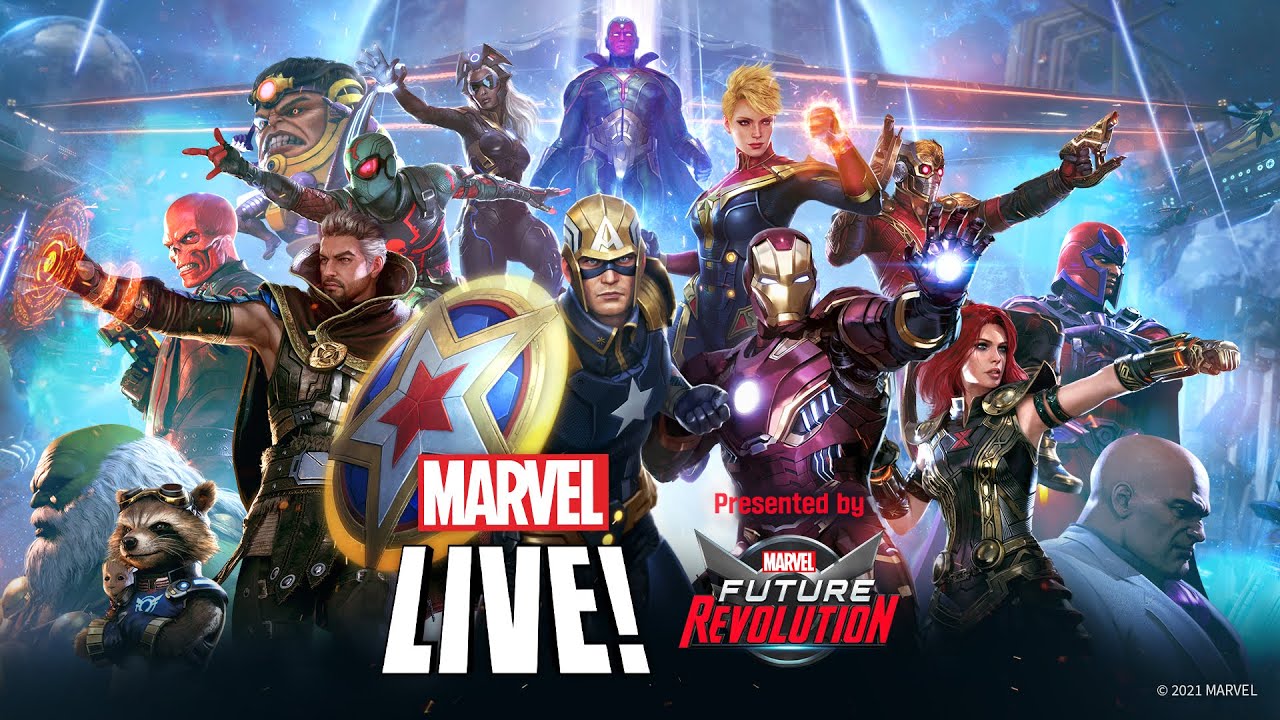 MARVEL
LIVE!
Presented by
MARVEL
FUTURE
REVOLUTION
© 2021 MARVEL